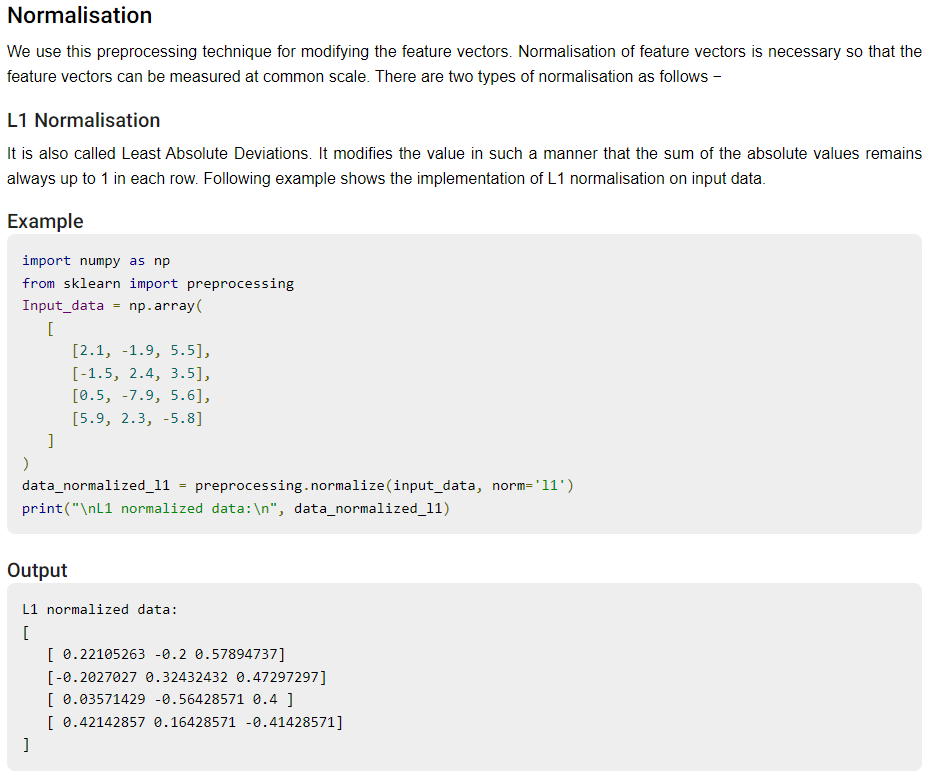 Normalisation
We use this preprocessing technique for modifying the feature vectors. Normalisation of feature vectors is necessary so that the
feature vectors can be measured at common scale. There are two types of normalisation as follows −
L1 Normalisation
It is also called Least Absolute Deviations. It modifies the value in such a manner that the sum of the absolute values remains
always up to 1 in each row. Following example shows the implementation of L1 normalisation on input data.
Example
import numpy as np
from sklearn import preprocessing
Input_data = np.array(
   [
      [2.1, -1.9, 5.5],
      [-1.5, 2.4, 3.5],
      [0.5, -7.9, 5.6],
      [5.9, 2.3, -5.8]
   ]
)
data_normalized_l1 = preprocessing.normalize(input_data, norm='l1')
print("\nL1 normalized data:\n", data_normalized_l1)
Output
L1 normalized data:
[
   [ 0.22105263 -0.2 0.57894737]
   [-0.2027027 0.32432432 0.47297297]
   [ 0.03571429 -0.56428571 0.4 ]
   [ 0.42142857 0.16428571 -0.41428571]
]